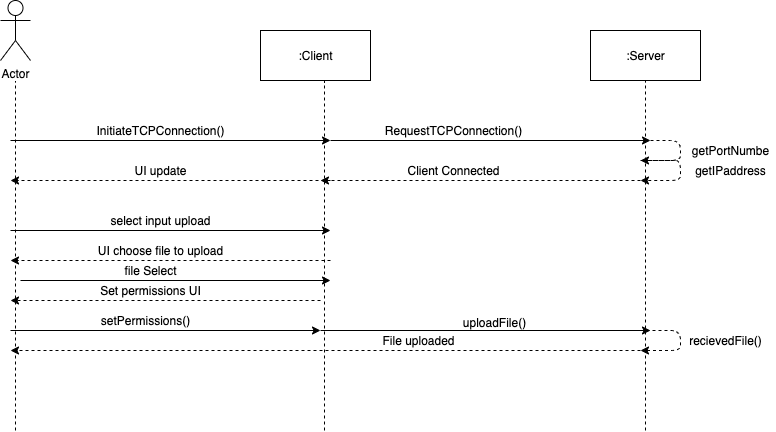 :Client
:Server
Actor
InitiateTCPConnection()
RequestTCPConnection()
getPortNumbe
UI update
Client Connected
getIPaddress
select input upload
UI choose file to upload
file Select
Set permissions UI
setPermissions()
uploadFile()
File uploaded
recievedFile()